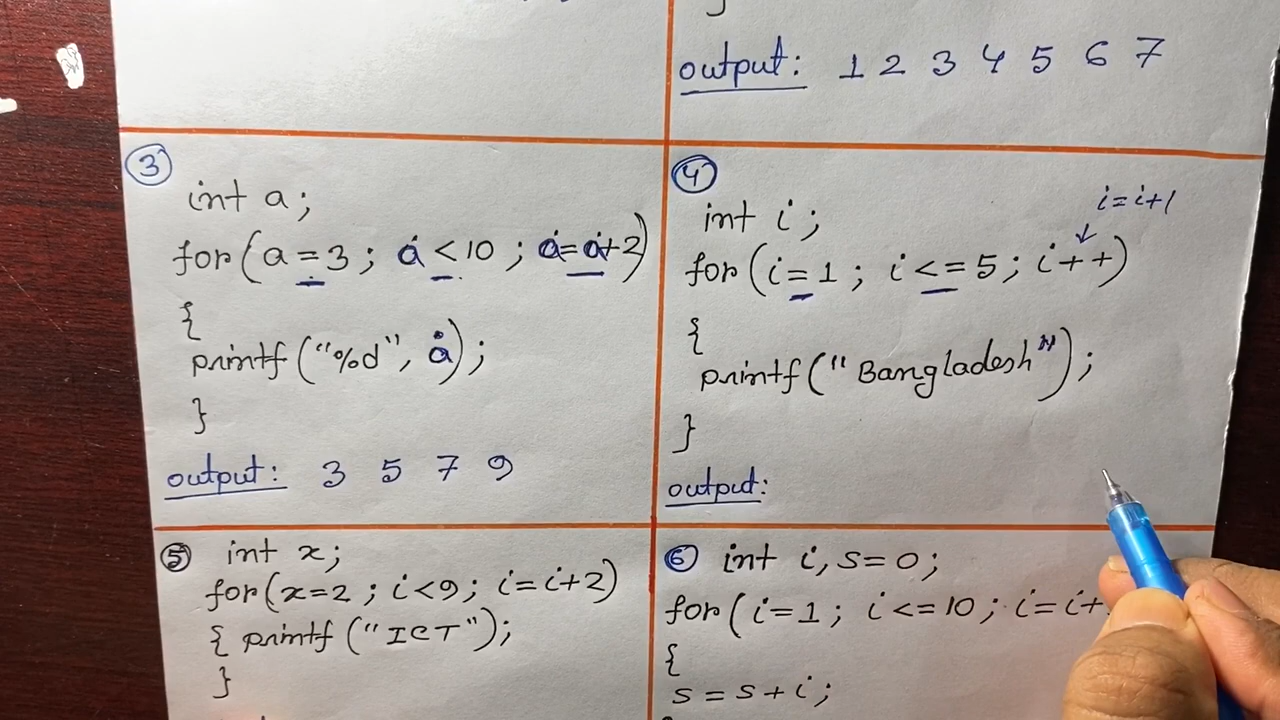 output: 1 2 3 4 5 6 7
3
int a;
for(a=3; a<10; a=a+2)
{
printf("%d", a);
}
output: 3 5 7 9
4
i=i+1
int i;
for(i=1; i<=5; i++)
{
printf("Bangladesh");
}
output:
5 int x;
for(x=2; i<9; i=i+2)
{ printf("ICT");
}
6 int i, s=0;
for(i=1; i<=10; i=i+
{
s=s+i;